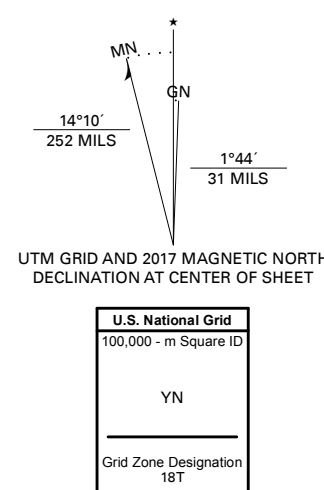 ★
MN
GN
14°10´
252 MILS
1°44´
31 MILS
UTM GRID AND 2017 MAGNETIC NORTH
DECLINATION AT CENTER OF SHEET
U.S. National Grid
100,000 - m Square ID
YN
Grid Zone Designation
18T